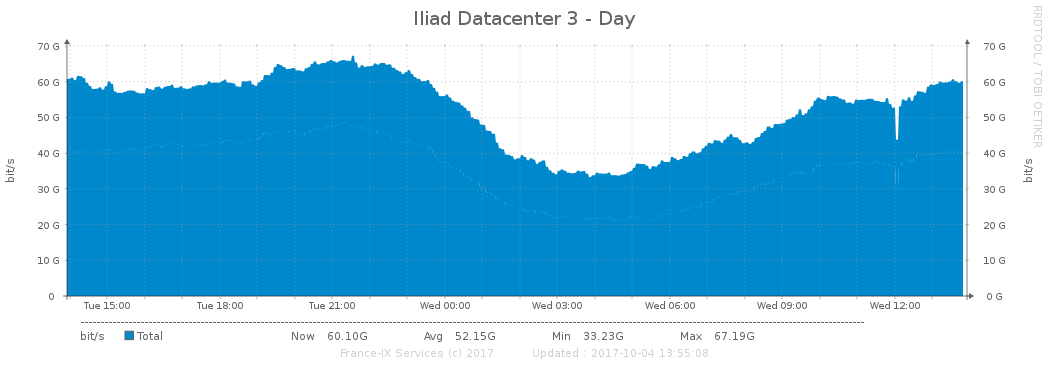 Iliad Datacenter 3 - Day
RRDTOOL / TOBI OETIKER
70 G 70 G
60 G 60 G
50 G 50 G
40 G 40 G
30 G 30 G
20 G 20 G
10 G 10 G
0 0 G
bit/s bit/s
Tue 15:00 Tue 18:00 Tue 21:00 Wed 00:00 Wed 03:00 Wed 06:00 Wed 09:00 Wed 12:00
bit/s Total Now 60.10G Avg 52.15G Min 33.23G Max 67.19G
France-IX Services (c) 2017 Updated : 2017-10-04 13:55:08